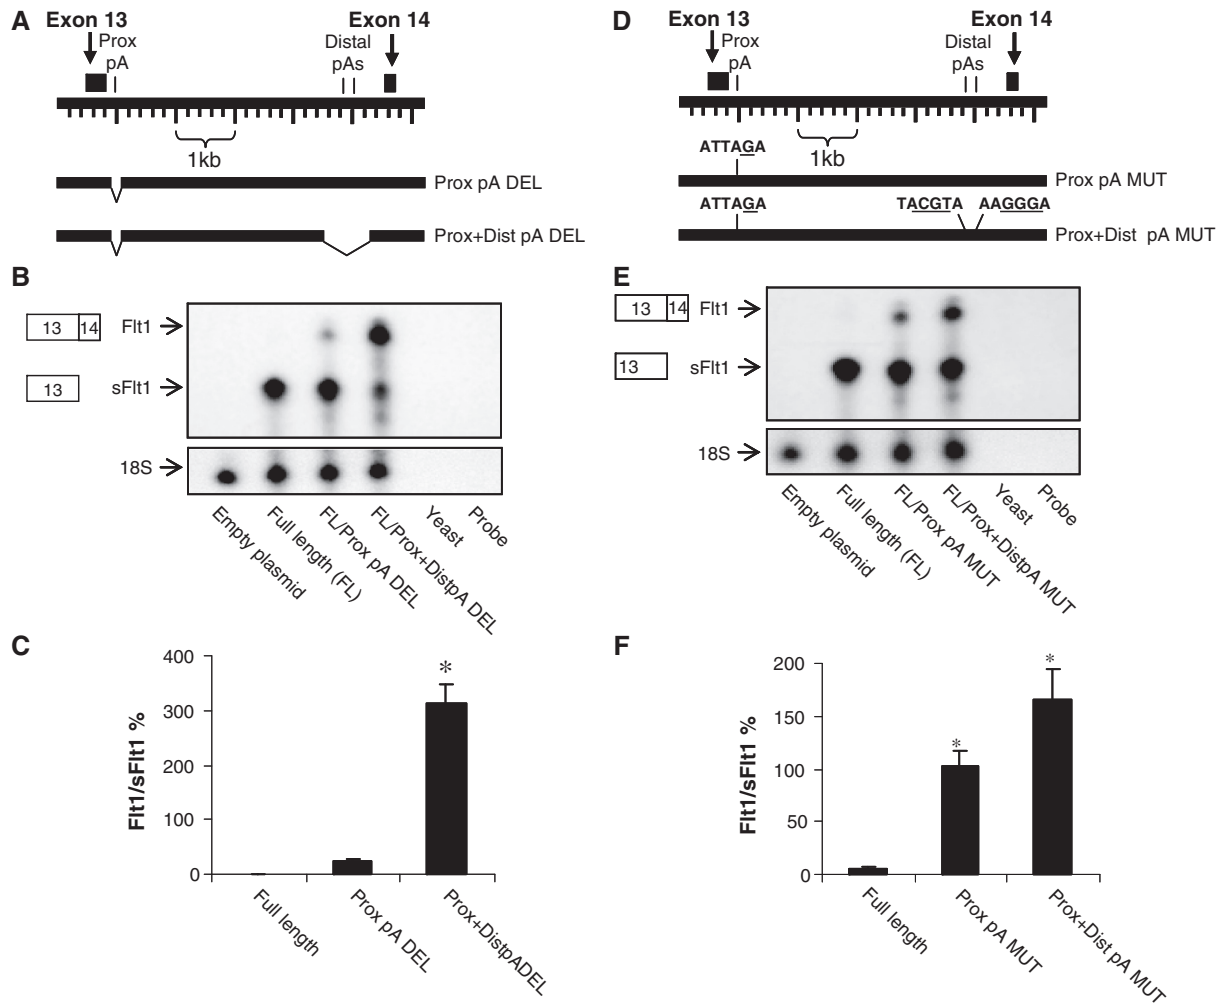 A
Exon 13
Exon 14
Prox
pA
Distal
pAs
1kb
Prox pA DEL
Prox+Dist pA DEL
B
13 14
Flt1
13
sFlt1
18S
Empty plasmid
Full length (FL)
FL/Prox pA DEL
FL/Prox+DistpA DEL
Yeast
Probe
C
Flt1/sFlt1 %
400
300
200
100
0
*
Full length
Prox pA DEL
Prox+DistpADEL
D
Exon 13
Exon 14
Prox
pA
Distal
pAs
1kb
ATTAGA
Prox pA MUT
ATTAGA
TACGTA
AAGGGA
Prox+Dist pA MUT
E
13 14
Flt1
13
sFlt1
18S
Empty plasmid
Full length (FL)
FL/Prox pA MUT
FL/Prox+DistpA MUT
Yeast
Probe
F
Flt1/sFlt1 %
200
150
100
50
0
*
*
Full length
Prox pA MUT
Prox+Dist pA MUT